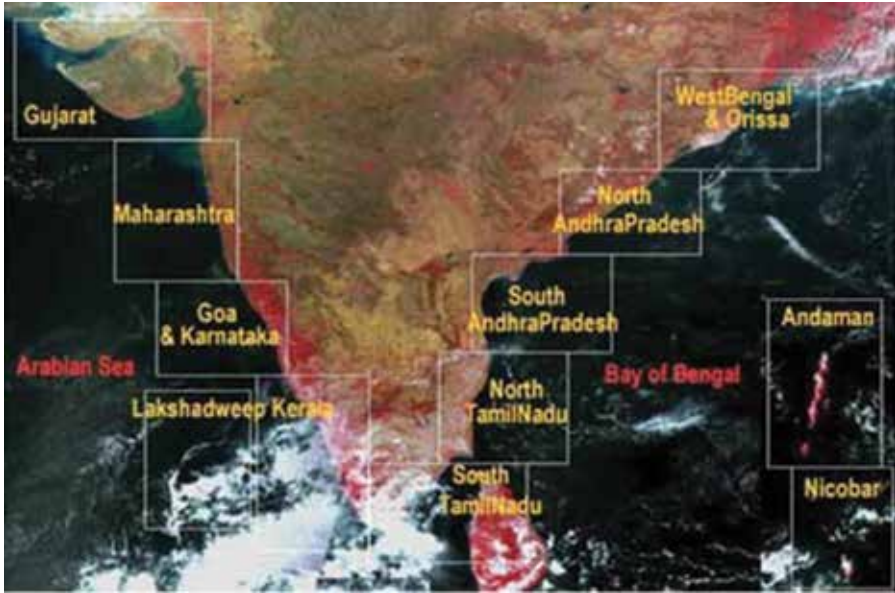 Gujarat
WestBengal
& Orissa
Maharashtra
North
AndhraPradesh
Goa
& Karnataka
South
AndhraPradesh
Andaman
Arabian Sea
Bay of Bengal
Lakshadweep Kerala
North
TamilNadu
South
TamilNadu
Nicobar